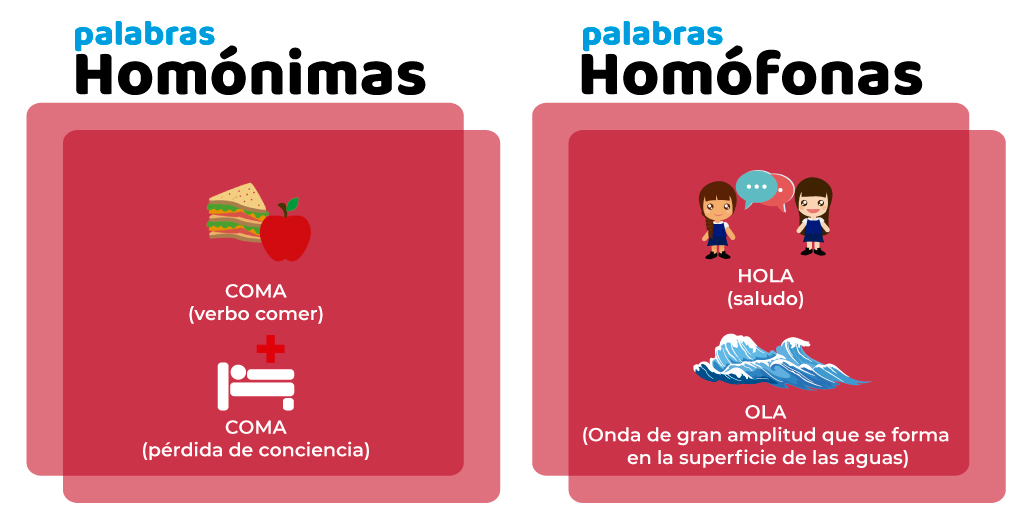 palabras
Homónimas
COMA
(verbo comer)
COMA
(pérdida de conciencia)
palabras
Homófonas
HOLA
(saludo)
OLA
(Onda de gran amplitud que se forma
en la superficie de las aguas)